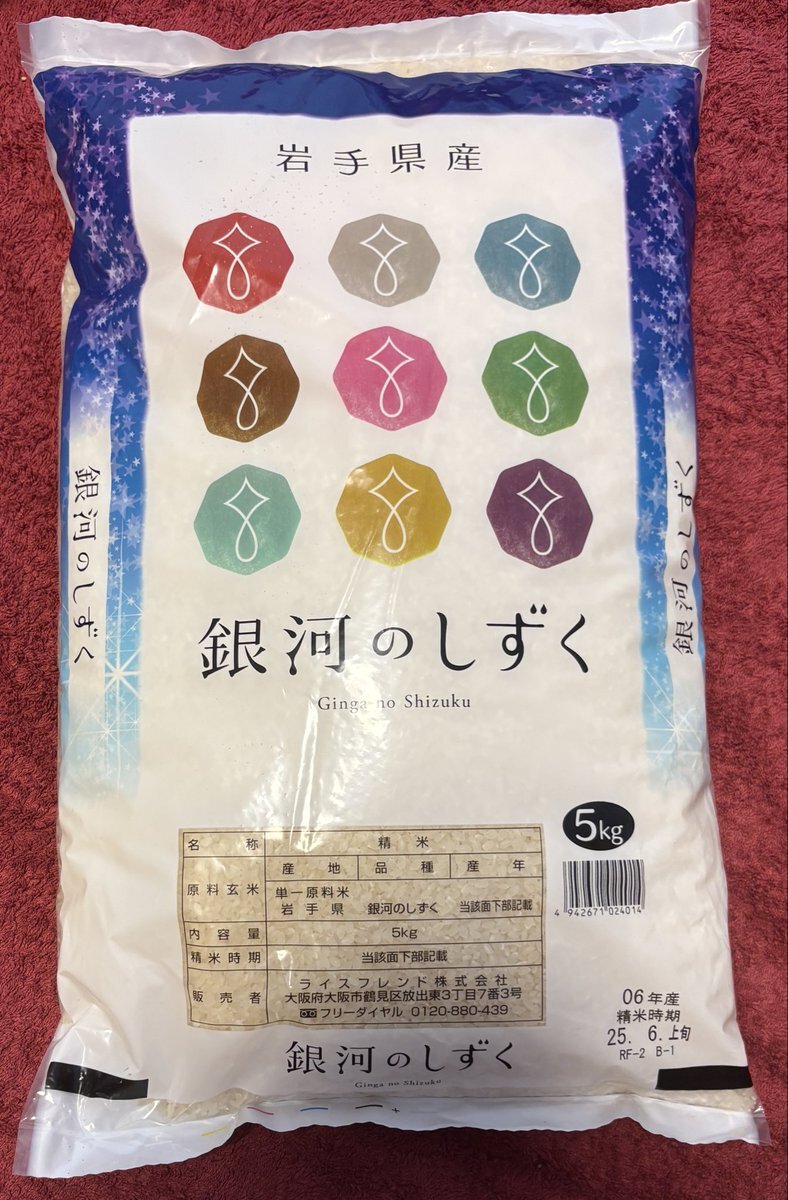 岩手県産
銀河のしずく
銀河のしずく
銀河のしずく
Ginga no Shizuku
5kg
名称 精米
産地 品種 産年
原料玄米 単一原料米
岩手県 銀河のしずく 当該面下部記載
内容量 5kg
精米時期 当該面下部記載
販売者 ライスフレンド株式会社
大阪府大阪市鶴見区放出東3丁目7番3号
フリーダイヤル 0120-880-439
4 942671 024014
06年産
精米時期
25. 6.上旬
RF-2 B-1
銀河のしずく
Ginga no Shizuku